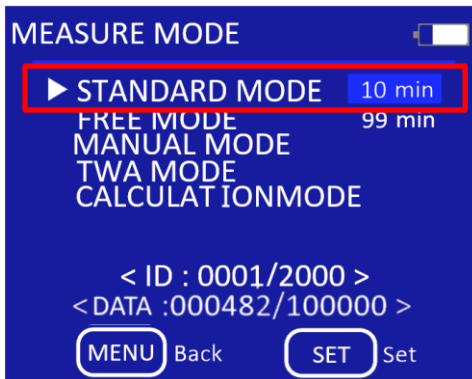 MEASURE MODE
▶ STANDARD MODE 10 min
FREE MODE 99 min
MANUAL MODE
TWA MODE
CALCULAT IONMODE
< ID : 0001/2000 >
<DATA :000482/100000 >
MENU Back SET Set